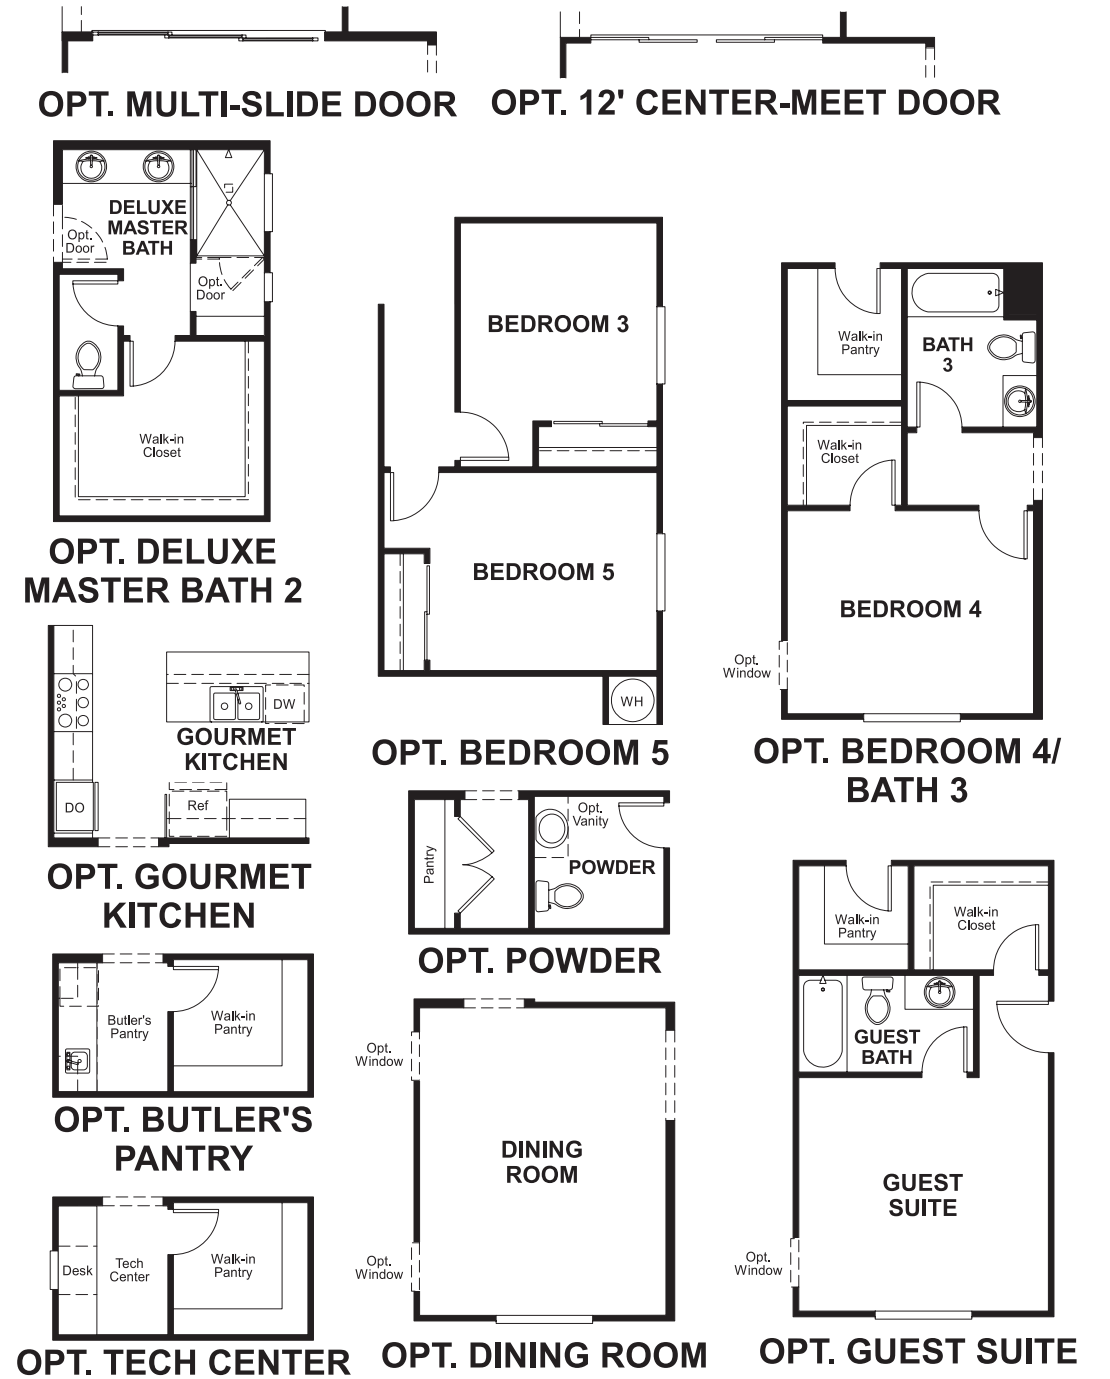 OPT. MULTI-SLIDE DOOR
OPT. 12' CENTER-MEET DOOR
DELUXE
MASTER
BATH
Opt.
Door
Opt.
Door
Walk-in
Closet
OPT. DELUXE
MASTER BATH 2
BEDROOM 3
BEDROOM 5
WH
OPT. BEDROOM 5
Walk-in
Pantry
BATH
3
Walk-in
Closet
BEDROOM 4
Opt.
Window
OPT. BEDROOM 4/
BATH 3
DW
GOURMET
KITCHEN
DO
Ref
OPT. GOURMET
KITCHEN
Pantry
Opt.
Vanity
POWDER
OPT. POWDER
Walk-in
Pantry
Walk-in
Closet
GUEST
BATH
GUEST
SUITE
Opt.
Window
OPT. GUEST SUITE
Butler's
Pantry
Walk-in
Pantry
OPT. BUTLER'S
PANTRY
Opt.
Window
DINING
ROOM
Opt.
Window
OPT. DINING ROOM
Desk
Tech
Center
Walk-in
Pantry
OPT. TECH CENTER